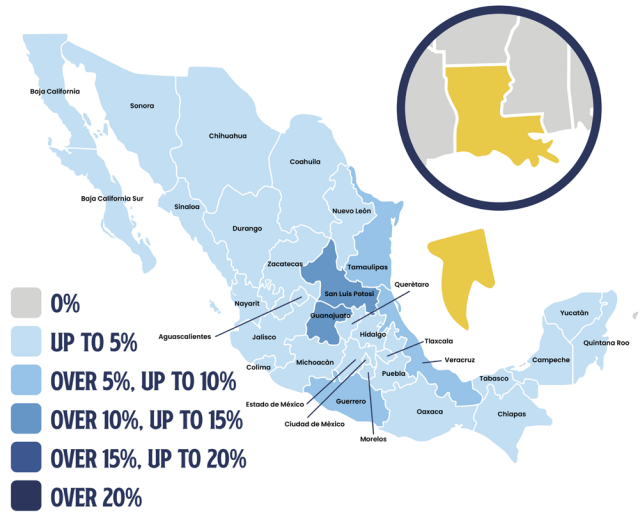 Baja California
Sonora
Chihuahua
Coahuila
Baja California Sur
Sinaloa
Nuevo León
Durango
Zacatecas
Tamaulipas
Querétaro
San Luis Potosí
Nayarit
Guanajuato
Yucatán
Aguascalientes
Jalisco
Hidalgo
Tlaxcala
Quintana Roo
Michoacán
Veracruz
Campeche
Colima
Puebla
Tabasco
Estado de México
Guerrero
Oaxaca
Chiapas
Ciudad de México
Morelos
0%
UP TO 5%
OVER 5%, UP TO 10%
OVER 10%, UP TO 15%
OVER 15%, UP TO 20%
OVER 20%